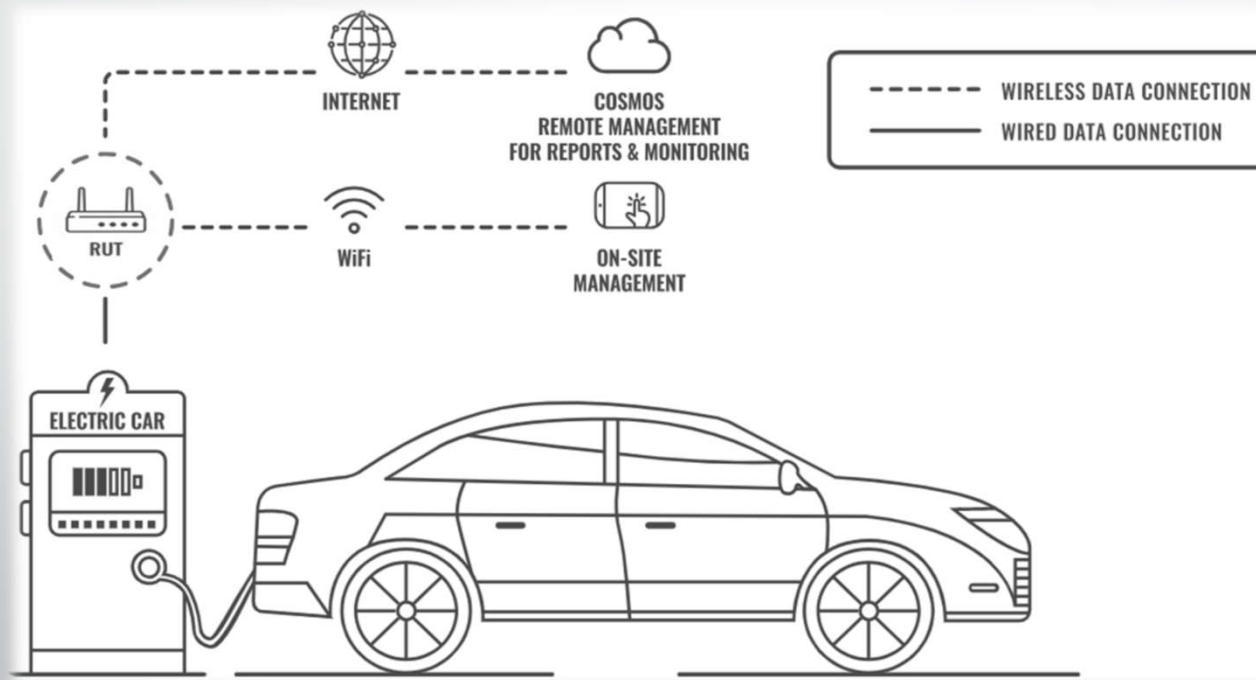 INTERNET
COSMOS
REMOTE MANAGEMENT
FOR REPORTS & MONITORING
WIRELESS DATA CONNECTION
WIRED DATA CONNECTION
RUT
WiFi
ON-SITE
MANAGEMENT
ELECTRIC CAR